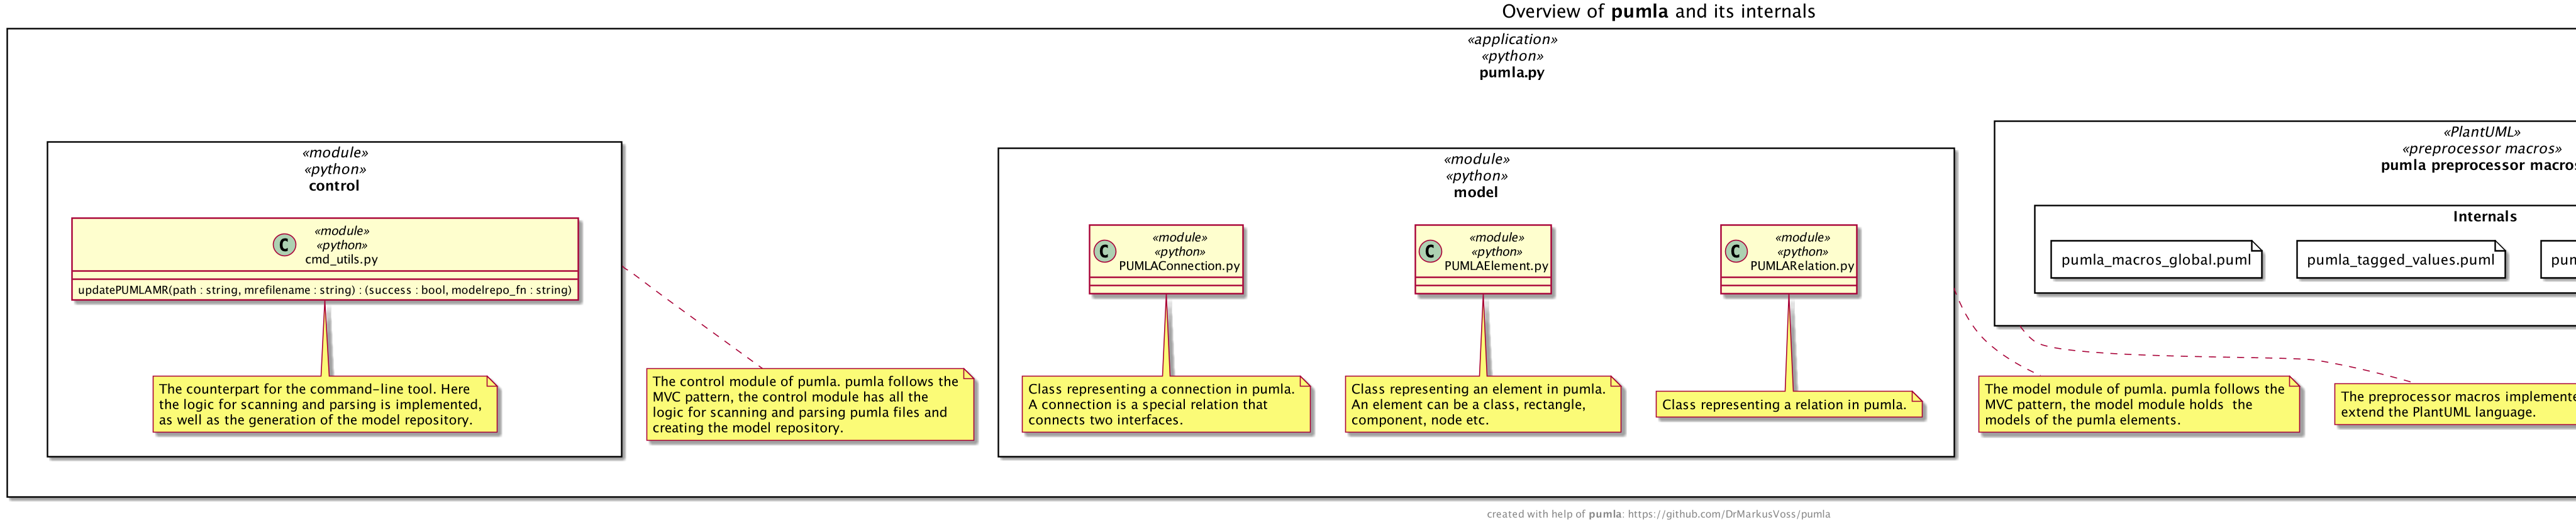 Overview of pumla and its internals
«application»
«python»
pumla.py
«module»
«python»
control
«module»
«python»
cmd_utils.py
updatePUMLAMR(path : string, mrefilename : string) : (success : bool, modelrepo_fn : string)
The counterpart for the command-line tool. Here
the logic for scanning and parsing is implemented,
as well as the generation of the model repository.
The control module of pumla. pumla follows the
MVC pattern, the control module has all the
logic for scanning and parsing pumla files and
creating the model repository.
«module»
«python»
model
«module»
«python»
PUMLAConnection.py
Class representing a connection in pumla.
A connection is a special relation that
connects two interfaces.
«module»
«python»
PUMLAElement.py
Class representing an element in pumla.
An element can be a class, rectangle,
component, node etc.
«module»
«python»
PUMLARelation.py
Class representing a relation in pumla.
The model module of pumla. pumla follows the
MVC pattern, the model module holds  the
models of the pumla elements.
«PlantUML»
«preprocessor macros»
pumla preprocessor macros
Internals
pumla_macros_global.puml
pumla_tagged_values.puml
pum
The preprocessor macros implemente
extend the PlantUML language.
created with help of pumla: https://github.com/DrMarkusVoss/pumla